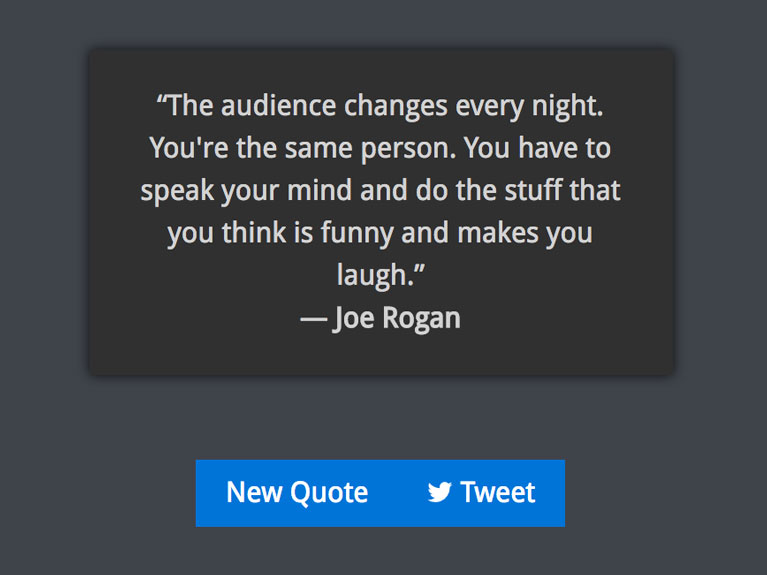 “The audience changes every night.
You're the same person. You have to
speak your mind and do the stuff that
you think is funny and makes you
laugh.”
— Joe Rogan
New Quote
Tweet